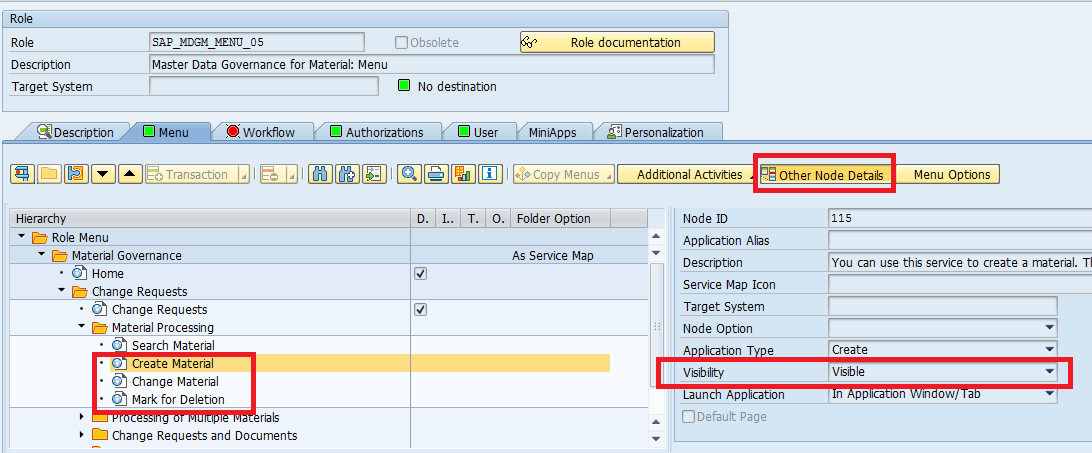 Role
Role SAP_MDGM_MENU_05 Obsolete Role documentation
Description Master Data Governance for Material: Menu
Target System No destination
Description Menu Workflow Authorizations User MiniApps Personalization
Transaction Copy Menus Additional Activities Other Node Details Menu Options
Hierarchy D. I.. T. O. Folder Option
Role Menu
Material Governance As Service Map
Home
Change Requests
Change Requests
Material Processing
Search Material
Create Material
Change Material
Mark for Deletion
Processing of Multiple Materials
Change Requests and Documents
Node ID 115
Application Alias
Description You can use this service to create a material. Th
Service Map Icon
Target System
Node Option
Application Type Create
Visibility Visible
Launch Application In Application Window/Tab
Default Page